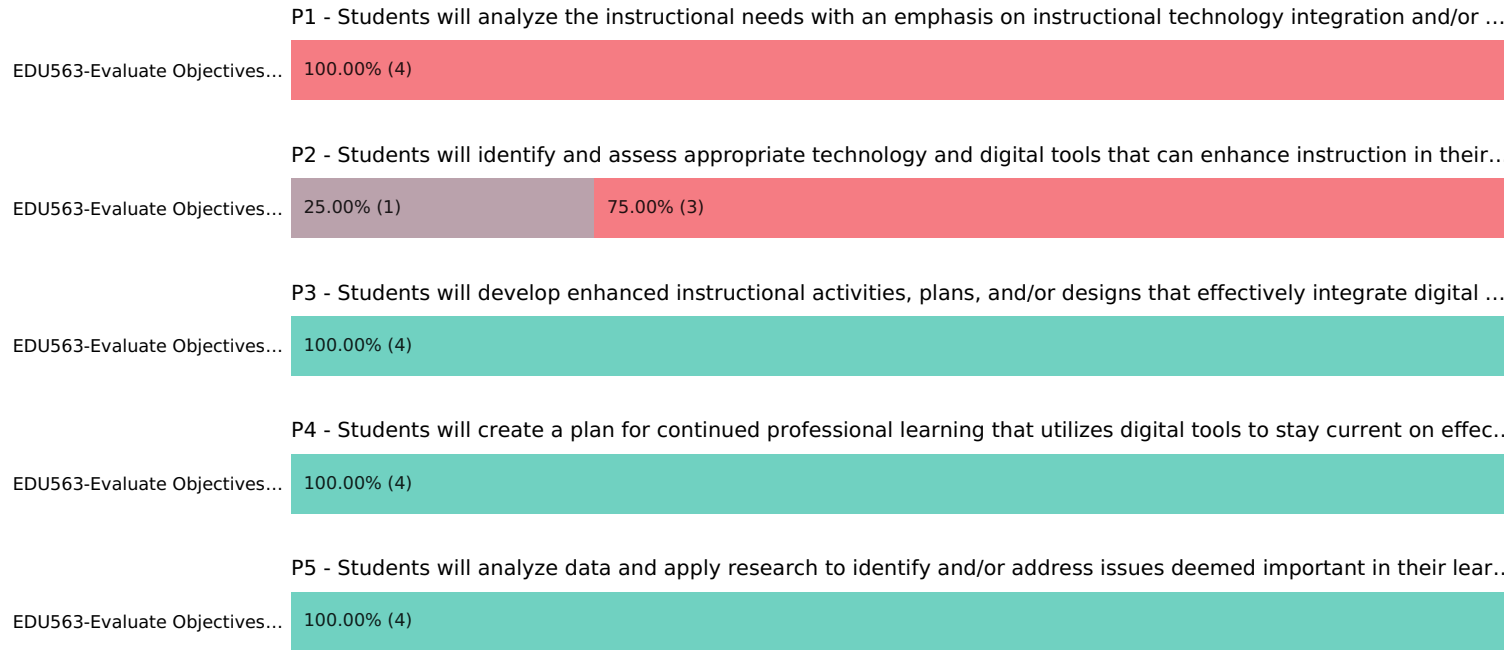 P1 - Students will analyze the instructional needs with an emphasis on instructional technology integration and/or …
EDU563-Evaluate Objectives… 100.00% (4)
P2 - Students will identify and assess appropriate technology and digital tools that can enhance instruction in their…
EDU563-Evaluate Objectives… 25.00% (1) 75.00% (3)
P3 - Students will develop enhanced instructional activities, plans, and/or designs that effectively integrate digital …
EDU563-Evaluate Objectives… 100.00% (4)
P4 - Students will create a plan for continued professional learning that utilizes digital tools to stay current on effec…
EDU563-Evaluate Objectives… 100.00% (4)
P5 - Students will analyze data and apply research to identify and/or address issues deemed important in their lear…
EDU563-Evaluate Objectives… 100.00% (4)